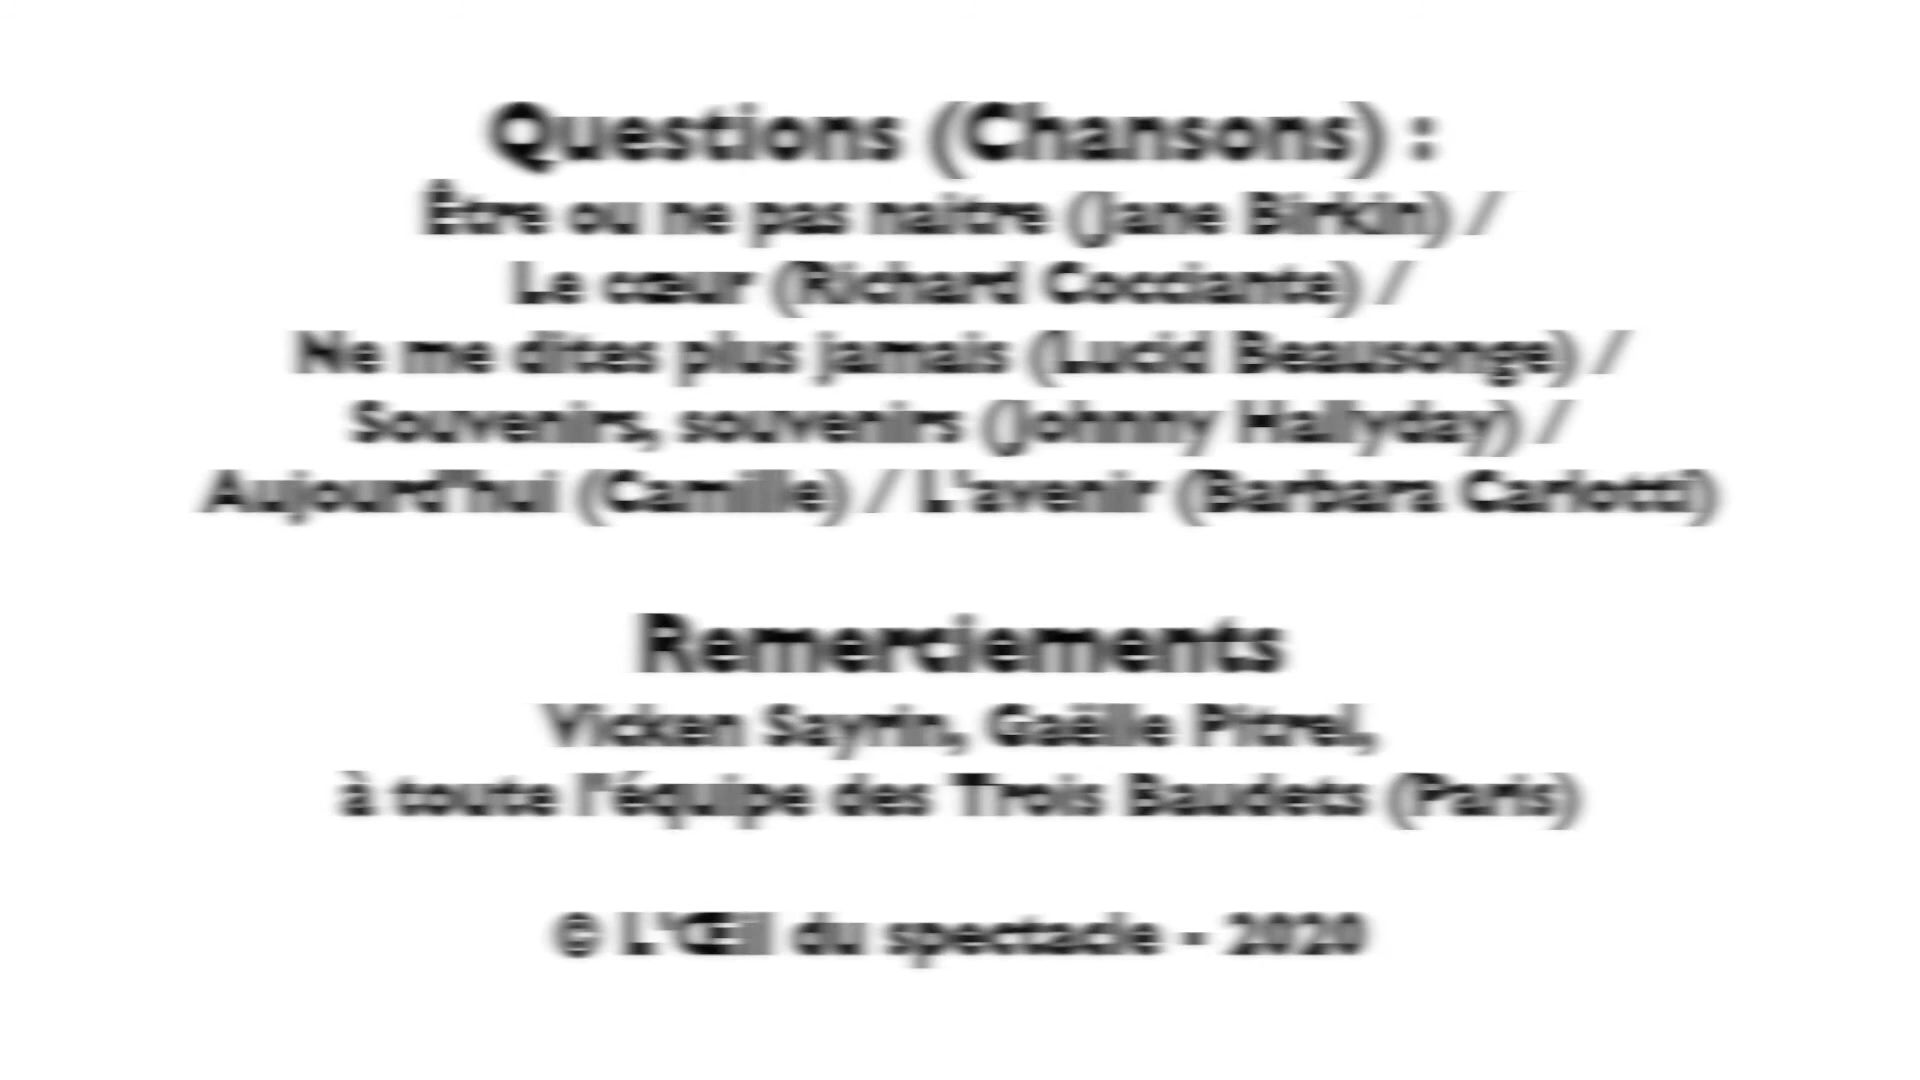 Questions (Chansons) :
Être ou ne pas naitre (Jane Birkin) /
Le cœur (Richard Cocciante) /
Ne me dites plus jamais (Lucid Beausonge) /
Souvenirs, souvenirs (Johnny Hallyday) /
Aujourd'hui (Camille) / L'avenir (Barbara Carlotti)
Remerciements
Vicken Sayrin, Gaëlle Pitrel,
à toute l'équipe des Trois Baudets (Paris)
© L'Œil du spectacle - 2020